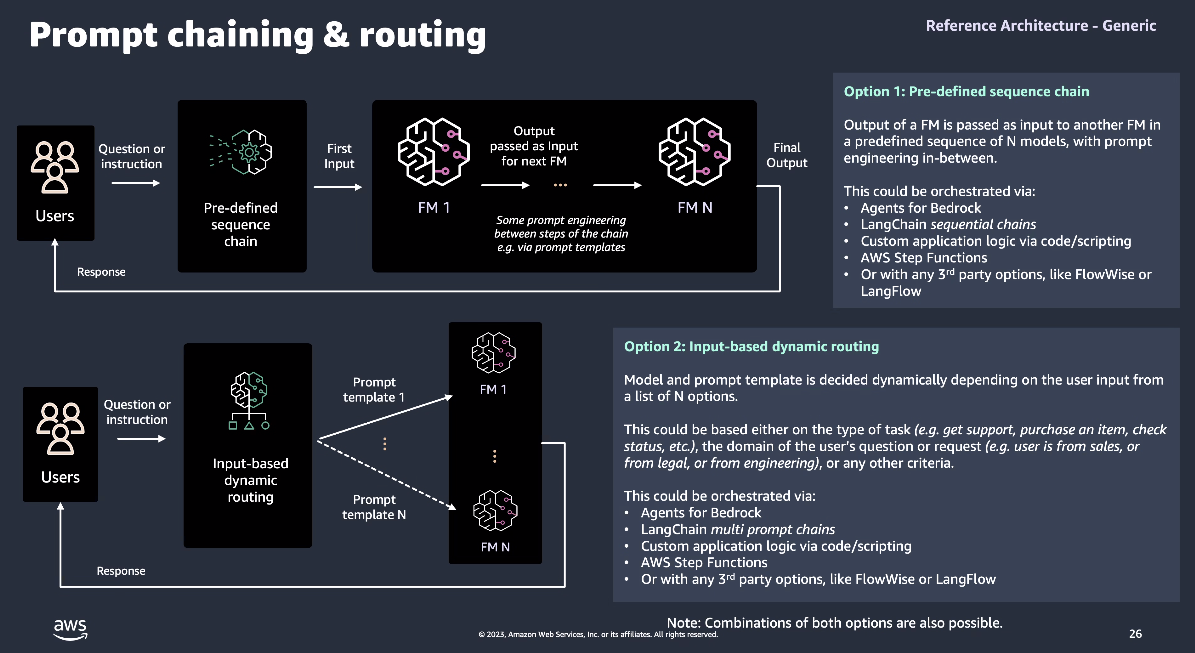 Prompt chaining & routing
Reference Architecture - Generic
Users
Question or
instruction
Pre-defined
sequence
chain
First
Input
FM 1
Output
passed as Input
for next FM
...
Some prompt engineering
between steps of the chain
e.g. via prompt templates
FM N
Final
Output
Response
Option 1: Pre-defined sequence chain
Output of a FM is passed as input to another FM in
a predefined sequence of N models, with prompt
engineering in-between.
This could be orchestrated via:
• Agents for Bedrock
• LangChain sequential chains
• Custom application logic via code/scripting
• AWS Step Functions
• Or with any 3rd party options, like FlowWise or
LangFlow
Users
Question or
instruction
Input-based
dynamic
routing
Prompt
template 1
Prompt
template N
FM 1
FM N
Response
Option 2: Input-based dynamic routing
Model and prompt template is decided dynamically depending on the user input from
a list of N options.
This could be based either on the type of task (e.g. get support, purchase an item, check
status, etc.), the domain of the user's question or request (e.g. user is from sales, or
from legal, or from engineering), or any other criteria.
This could be orchestrated via:
• Agents for Bedrock
• LangChain multi prompt chains
• Custom application logic via code/scripting
• AWS Step Functions
• Or with any 3rd party options, like FlowWise or LangFlow
Note: Combinations of both options are also possible.
aws
© 2023, Amazon Web Services, Inc. or its affiliates. All rights reserved.
26